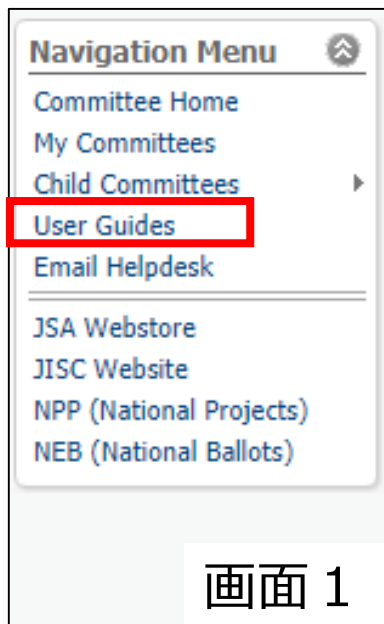 Navigation Menu
Committee Home
My Committees
Child Committees
User Guides
Email Helpdesk
JSA Webstore
JISC Website
NPP (National Projects)
NEB (National Ballots)
画面１